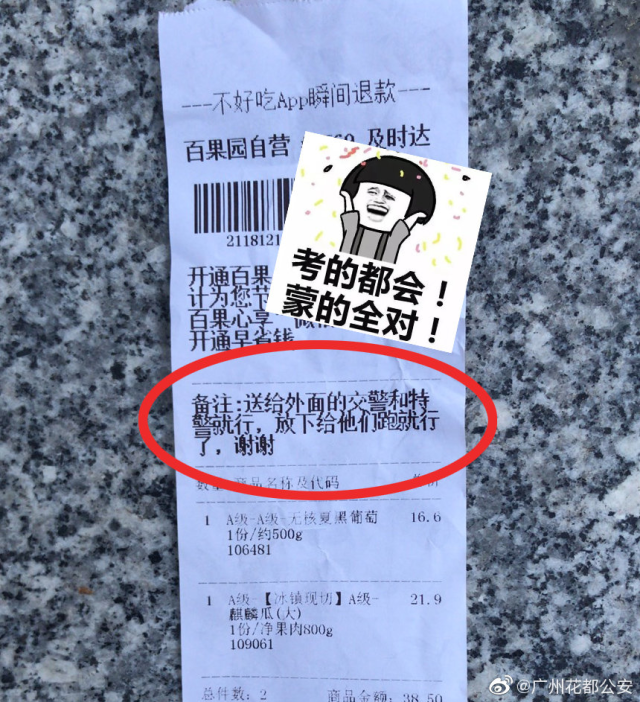 ---不好吃App瞬间退款---
百果园自营 及时达
211812
开通百果
计为您节
百果心享
开通早省钱
考的都会！
蒙的全对！
备注:送给外面的交警和特
警就行，放下给他们跑就行
了，谢谢
数量 商品名称及代码
1 A级-A级-无核夏黑葡萄 16.6
1份/约500g
106481
1 A级-【冰镇现切】A级- 21.9
麒麟瓜(大)
1份/净果肉800g
109061
总件数: 2 商品金额: 38.50
@广州花都公安